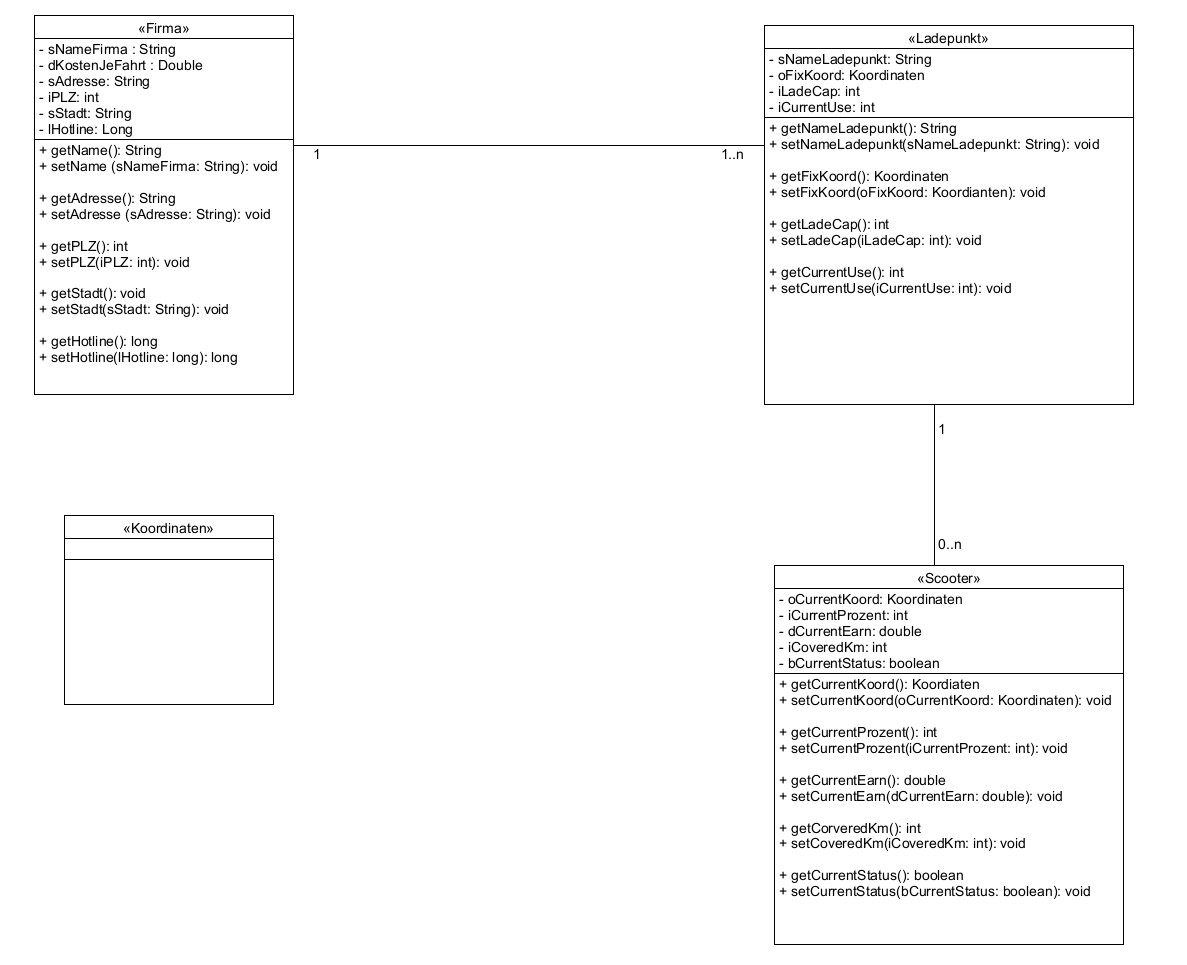 «Firma»
- sNameFirma : String
- dKostenJeFahrt : Double
- sAdresse: String
- iPLZ: int
- sStadt: String
- lHotline: Long
+ getName(): String
+ setName (sNameFirma: String): void
+ getAdresse(): String
+ setAdresse (sAdresse: String): void
+ getPLZ(): int
+ setPLZ(iPLZ: int): void
+ getStadt(): void
+ setStadt(sStadt: String): void
+ getHotline(): long
+ setHotline(lHotline: long): long
1
1..n
«Ladepunkt»
- sNameLadepunkt: String
- oFixKoord: Koordinaten
- iLadeCap: int
- iCurrentUse: int
+ getNameLadepunkt(): String
+ setNameLadepunkt(sNameLadepunkt: String): void
+ getFixKoord(): Koordinaten
+ setFixKoord(oFixKoord: Koordianten): void
+ getLadeCap(): int
+ setLadeCap(iLadeCap: int): void
+ getCurrentUse(): int
+ setCurrentUse(iCurrentUse: int): void
1
0..n
«Koordinaten»
«Scooter»
- oCurrentKoord: Koordinaten
- iCurrentProzent: int
- dCurrentEarn: double
- iCoveredKm: int
- bCurrentStatus: boolean
+ getCurrentKoord(): Koordiaten
+ setCurrentKoord(oCurrentKoord: Koordinaten): void
+ getCurrentProzent(): int
+ setCurrentProzent(iCurrentProzent: int): void
+ getCurrentEarn(): double
+ setCurrentEarn(dCurrentEarn: double): void
+ getCorveredKm(): int
+ setCoveredKm(iCoveredKm: int): void
+ getCurrentStatus(): boolean
+ setCurrentStatus(bCurrentStatus: boolean): void